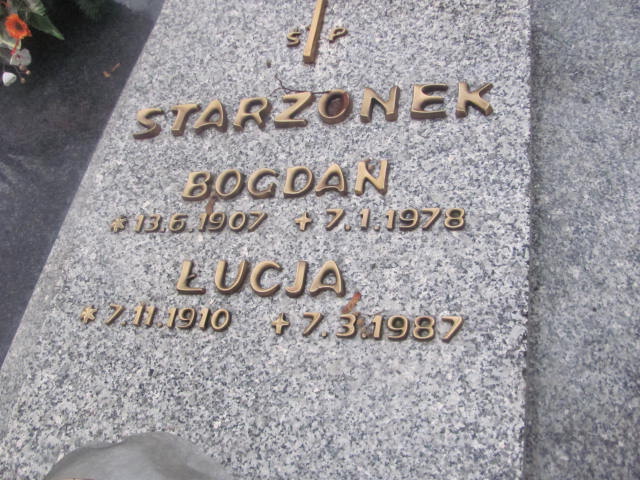 Ś P
STARZONEK
BOGDAN
* 13.6.1907 + 7.1.1978
ŁUCJA
* 7.11.1910 + 7.3.1987